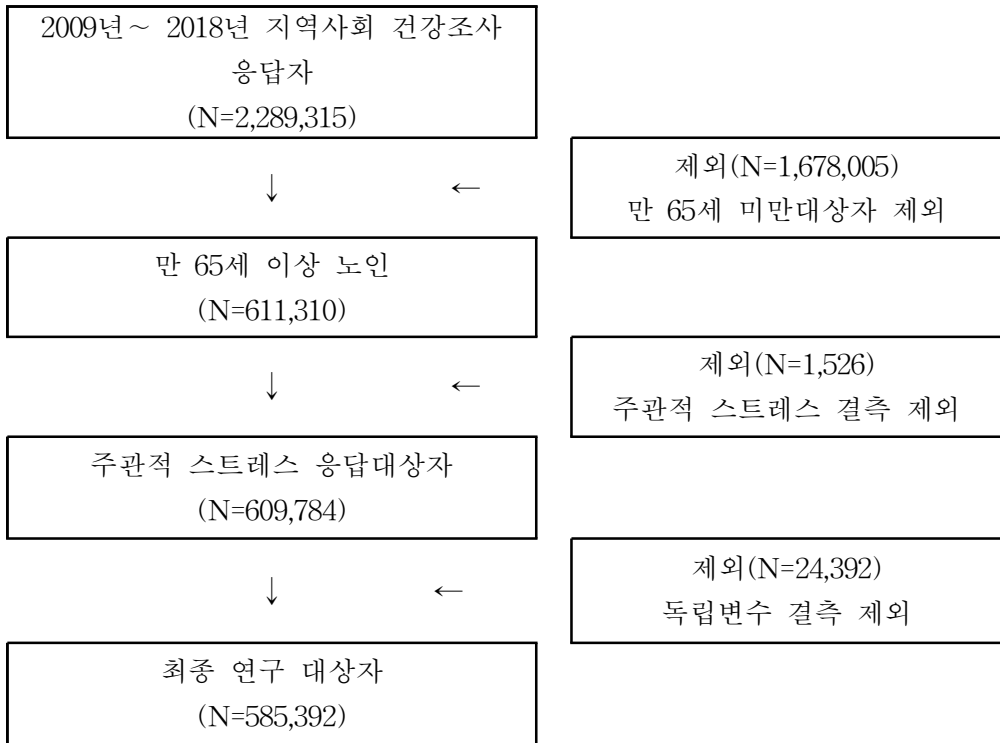 2009년～ 2018년 지역사회 건강조사
응답자
(N=2,289,315)
↓ ←
제외(N=1,678,005)
만 65세 미만대상자 제외
만 65세 이상 노인
(N=611,310)
↓ ←
제외(N=1,526)
주관적 스트레스 결측 제외
주관적 스트레스 응답대상자
(N=609,784)
↓ ←
제외(N=24,392)
독립변수 결측 제외
최종 연구 대상자
(N=585,392)